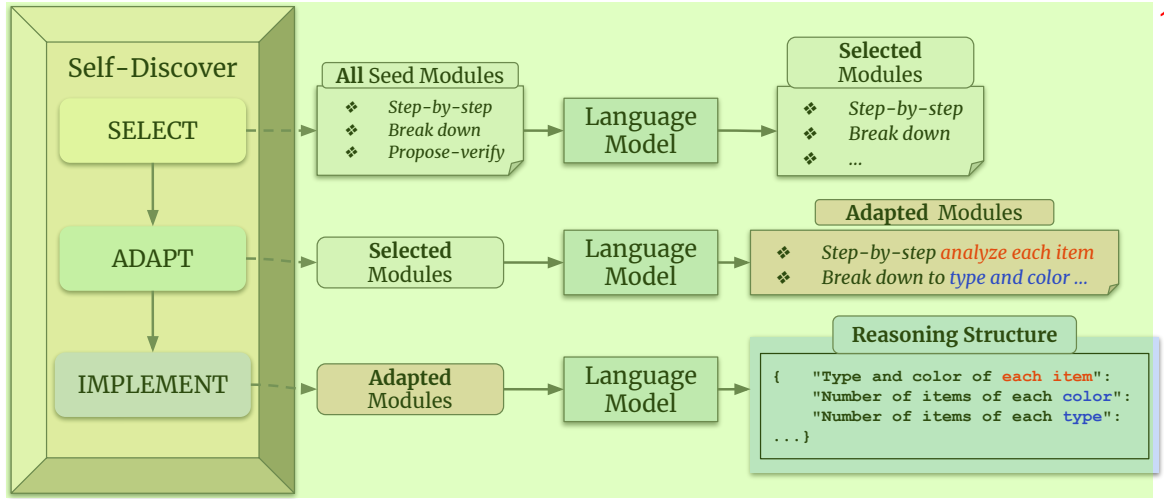 Self-Discover
SELECT
ADAPT
IMPLEMENT
All Seed Modules
❖ Step-by-step
❖ Break down
❖ Propose-verify
Language
Model
Selected
Modules
❖ Step-by-step
❖ Break down
❖ ...
Selected
Modules
Language
Model
Adapted Modules
❖ Step-by-step analyze each item
❖ Break down to type and color ...
Adapted
Modules
Language
Model
Reasoning Structure
{ "Type and color of each item":
"Number of items of each color":
"Number of items of each type":
...}